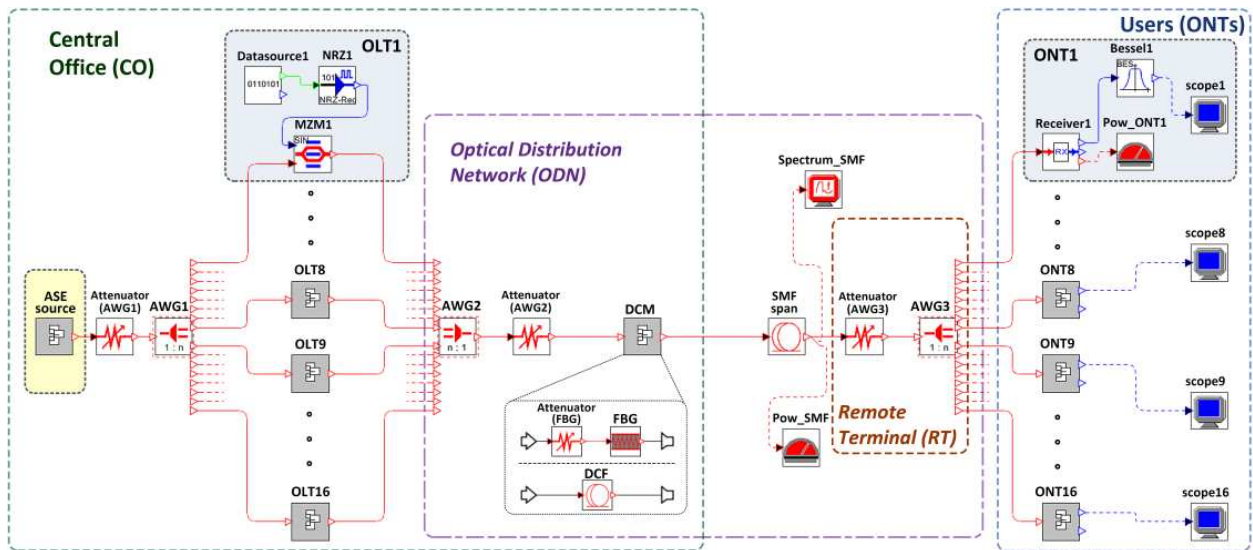 Central
Office (CO)
OLT1
Datasource1
NRZ1
0110101
101
NRZ-Rec
MZM1
SIN
Users (ONTs)
ONT1
Bessel1
BES
scope1
Receiver1
Pow_ONT1
RX
Optical Distribution
Network (ODN)
Spectrum_SMF
OLT8
ONT8
scope8
ASE
source
Attenuator
(AWG1)
AWG1
1 : n
AWG2
n : 1
Attenuator
(AWG2)
DCM
SMF
span
Attenuator
(AWG3)
AWG3
1 : n
OLT9
ONT9
scope9
Attenuator
(FBG)
FBG
DCF
Pow_SMF
Remote
Terminal (RT)
OLT16
ONT16
scope16